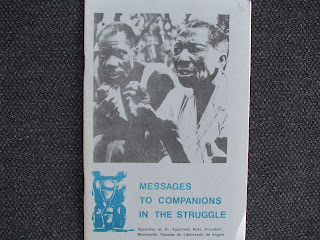 MESSAGES
TO COMPANIONS
IN THE STRUGGLE
Speeches by Dr. Agostinho Neto, President
Movimento Popular de Libertação de Angola